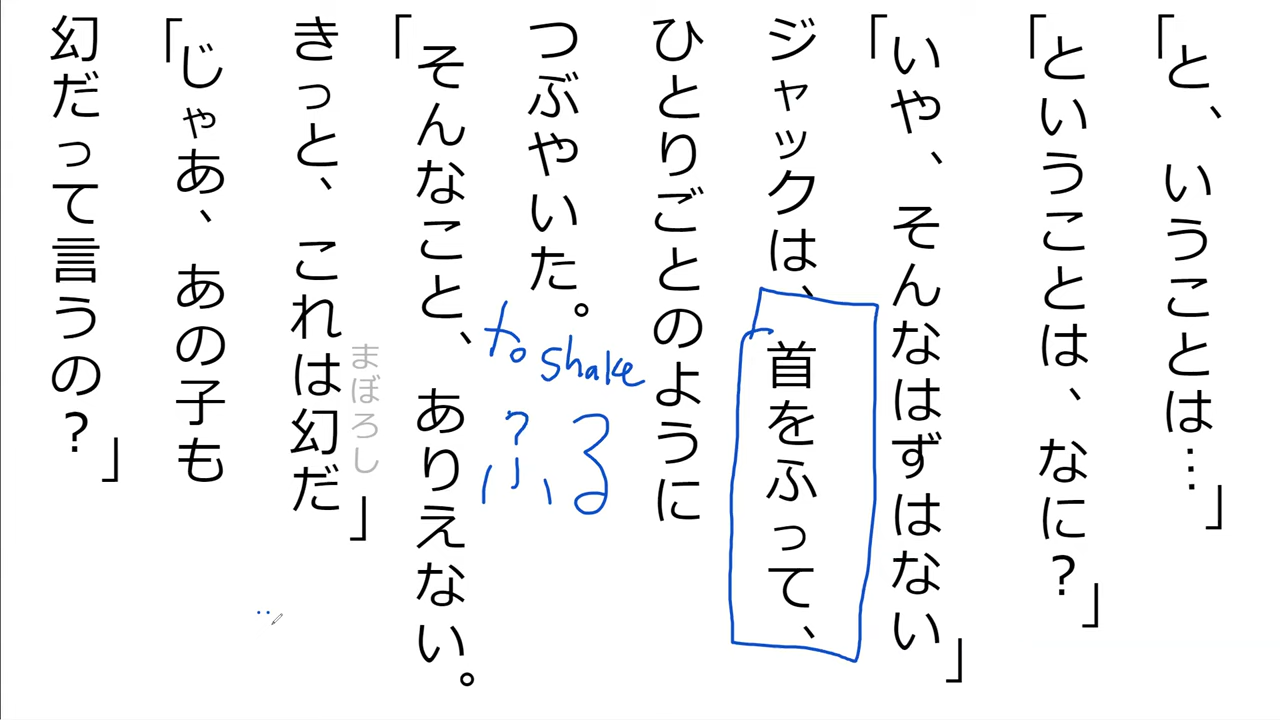 「と、いうことは…」
「ということは、なに?」
「いや、そんなはずはない」
ジャックは、首をふって、
ひとりごとのように
つぶやいた。
「そんなこと、ありえない。
きっと、これは幻だ」
まぼろし
「じゃあ、あの子も
幻だって言うの?」
to shake
ふる